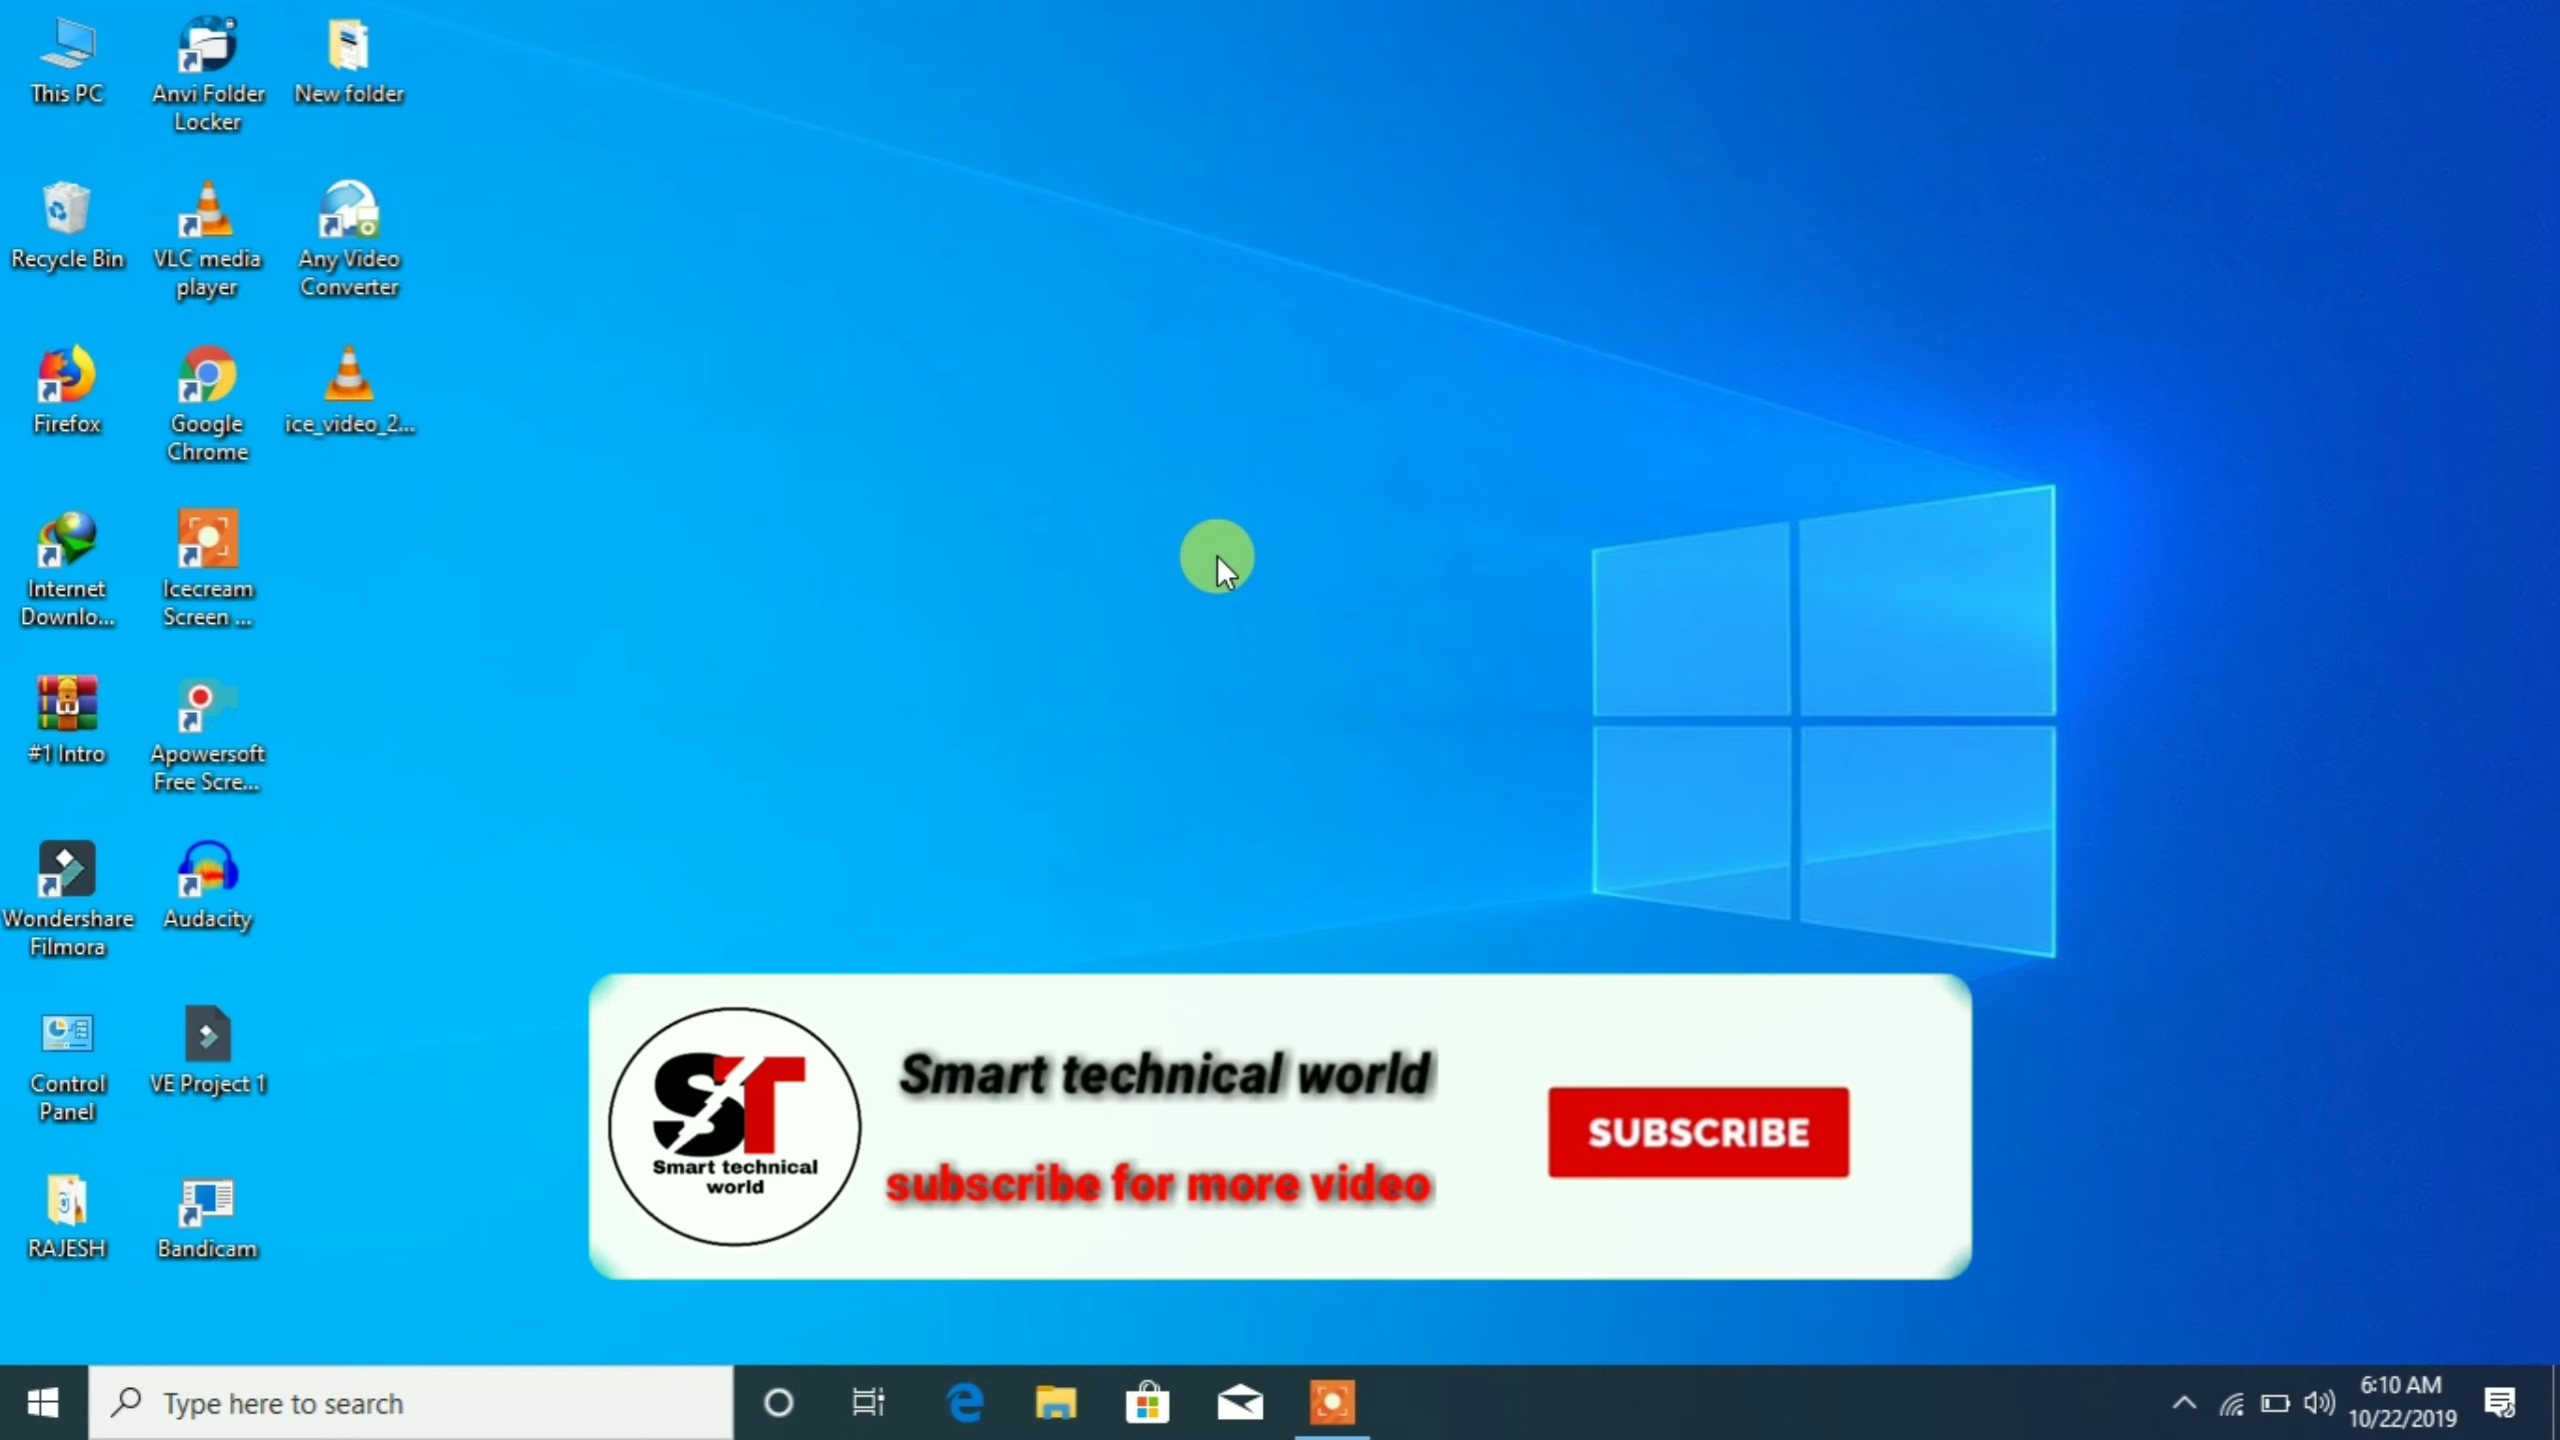 This PC
Anvi Folder
Locker
New folder
Recycle Bin
VLC media
player
Any Video
Converter
Firefox
Google
Chrome
ice_video_2...
Internet
Downlo...
Icecream
Screen ...
#1 Intro
Apowersoft
Free Scre...
Wondershare
Filmora
Audacity
Control
Panel
VE Project 1
RAJESH
Bandicam
ST
Smart technical
world
Smart technical world
subscribe for more video
SUBSCRIBE
Type here to search
6:10 AM
10/22/2019